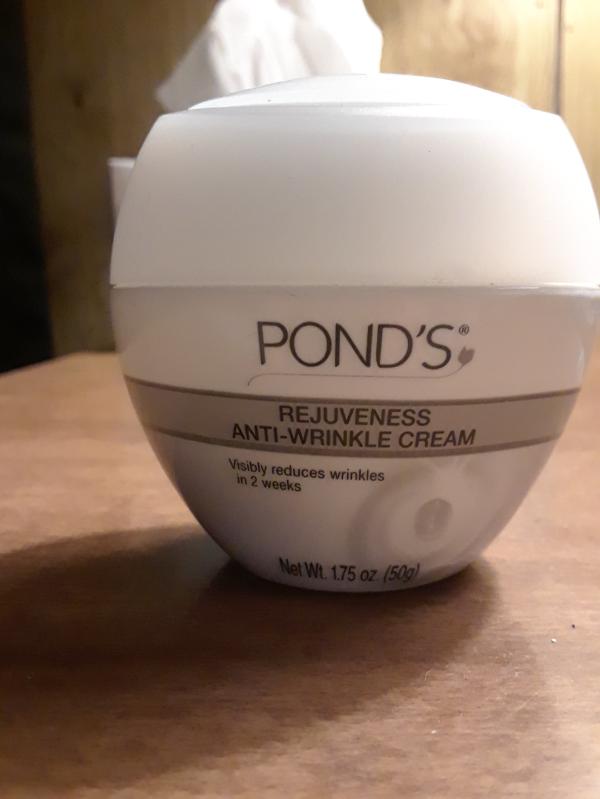 POND'S®
REJUVENESS
ANTI-WRINKLE CREAM
Visibly reduces wrinkles
in 2 weeks
Net Wt. 1.75 oz. (50g)